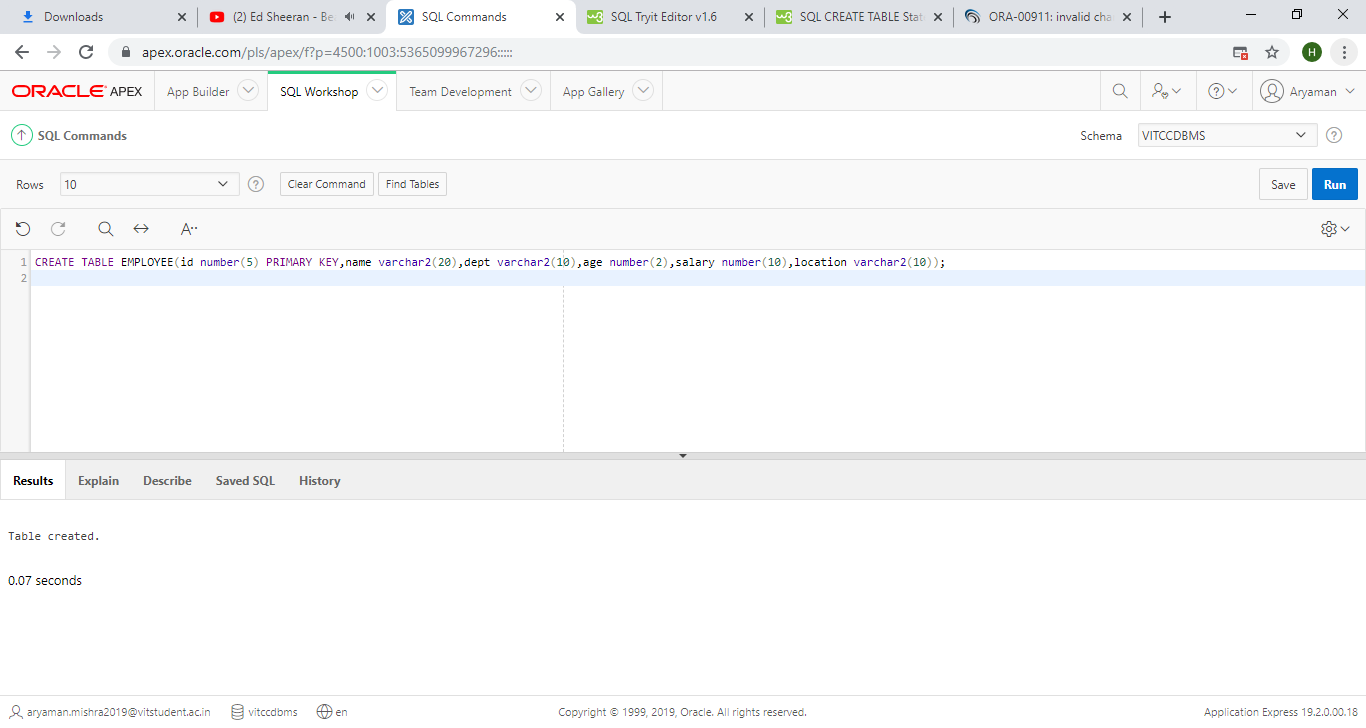 Downloads
(2) Ed Sheeran - Be
SQL Commands
SQL Tryit Editor v1.6
SQL CREATE TABLE Stat
ORA-00911: invalid cha
apex.oracle.com/pls/apex/f?p=4500:1003:5365099967296:::::
H
ORACLE APEX
App Builder
SQL Workshop
Team Development
App Gallery
Aryaman
SQL Commands
Schema
VITCCDBMS
Rows
10
Clear Command
Find Tables
Save
Run
A··
1 CREATE TABLE EMPLOYEE(id number(5) PRIMARY KEY,name varchar2(20),dept varchar2(10),age number(2),salary number(10),location varchar2(10));
2
Results
Explain
Describe
Saved SQL
History
Table created.
0.07 seconds
aryaman.mishra2019@vitstudent.ac.in
vitccdbms
en
Copyright © 1999, 2019, Oracle. All rights reserved.
Application Express 19.2.0.00.18